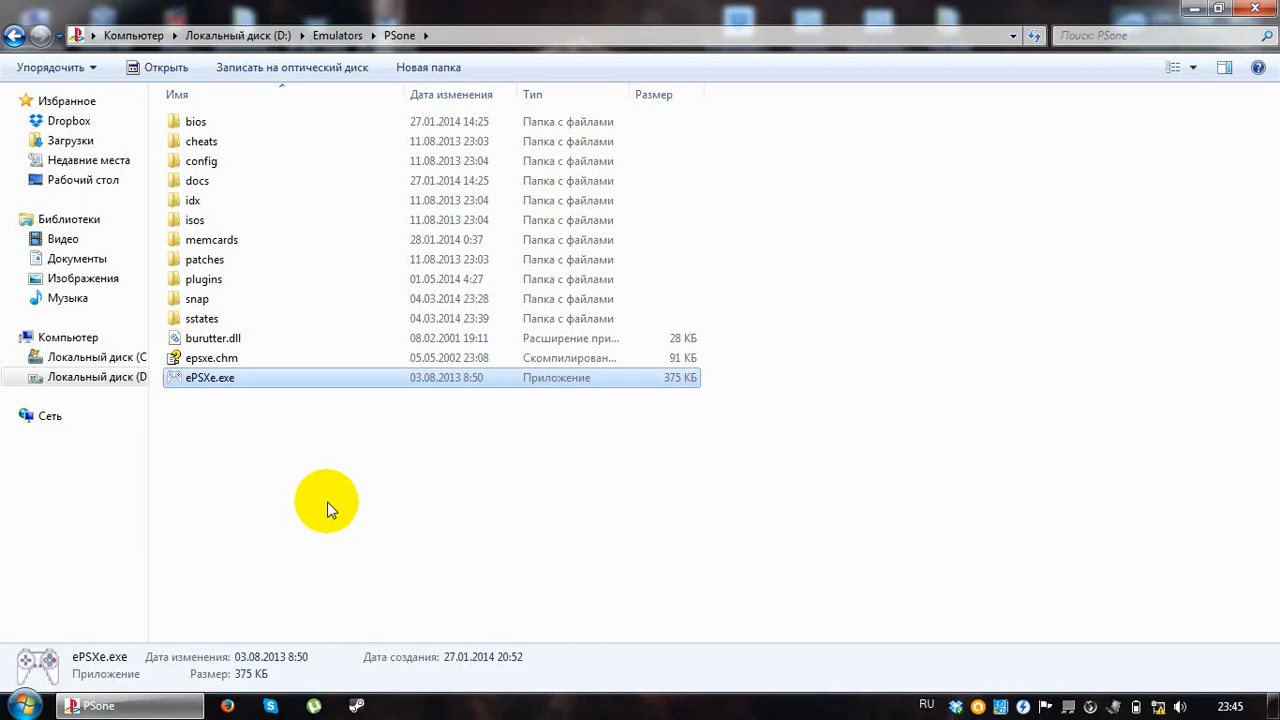 Компьютер Локальный диск (D:) Emulators PSone Поиск: PSone
Упорядочить Открыть Записать на оптический диск Новая папка
Имя Дата изменения Тип Размер
Избранное
Dropbox
Загрузки
Недавние места
Рабочий стол
Библиотеки
Видео
Документы
Изображения
Музыка
Компьютер
Локальный диск (C
Локальный диск (D
Сеть
bios 27.01.2014 14:25 Папка с файлами
cheats 11.08.2013 23:03 Папка с файлами
config 11.08.2013 23:04 Папка с файлами
docs 27.01.2014 14:25 Папка с файлами
idx 11.08.2013 23:04 Папка с файлами
isos 11.08.2013 23:04 Папка с файлами
memcards 28.01.2014 0:37 Папка с файлами
patches 11.08.2013 23:03 Папка с файлами
plugins 01.05.2014 4:27 Папка с файлами
snap 04.03.2014 23:28 Папка с файлами
sstates 04.03.2014 23:39 Папка с файлами
burutter.dll 08.02.2001 19:11 Расширение при... 28 КБ
epsxe.chm 05.05.2002 23:08 Скомпилирован... 91 КБ
ePSXe.exe 03.08.2013 8:50 Приложение 375 КБ
ePSXe.exe Дата изменения: 03.08.2013 8:50 Дата создания: 27.01.2014 20:52
Приложение Размер: 375 КБ
PSone RU 23:45